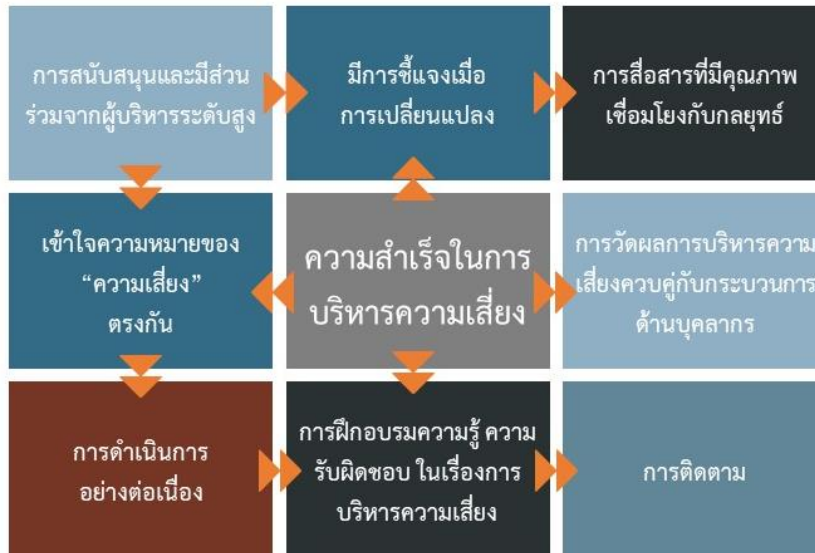 การสนับสนุนและมีส่วน
ร่วมจากผู้บริหารระดับสูง
มีการชี้แจงเมื่อ
การเปลี่ยนแปลง
การสื่อสารที่มีคุณภาพ
เชื่อมโยงกับกลยุทธ์
เข้าใจความหมายของ
“ความเสี่ยง”
ตรงกัน
ความสำเร็จในการ
บริหารความเสี่ยง
การวัดผลการบริหารความ
เสี่ยงควบคู่กับกระบวนการ
ด้านบุคลากร
การดำเนินการ
อย่างต่อเนื่อง
การฝึกอบรมความรู้ ความ
รับผิดชอบ ในเรื่องการ
บริหารความเสี่ยง
การติดตาม